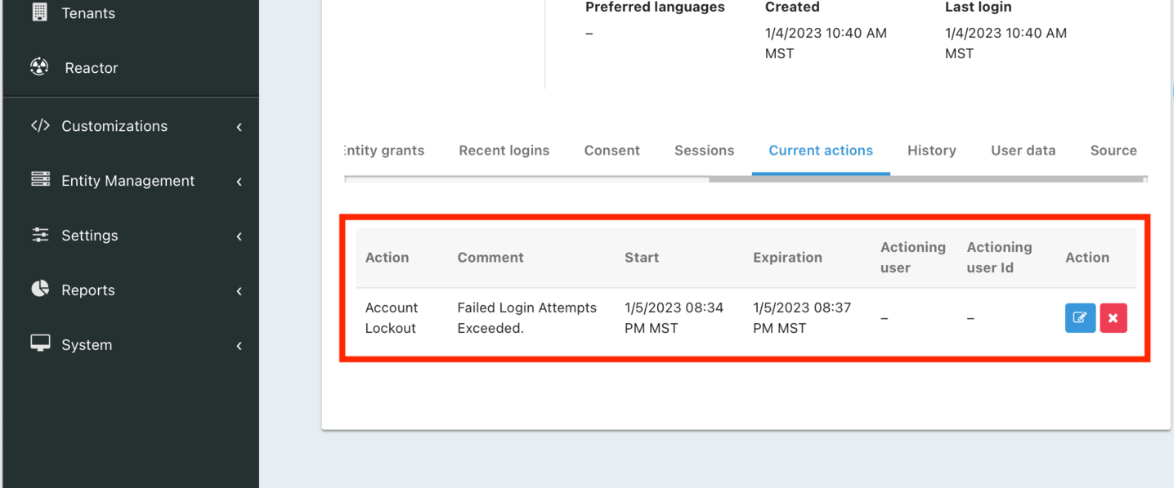 Tenants
Reactor
Customizations
Entity Management
Settings
Reports
System
Preferred languages Created Last login
– 1/4/2023 10:40 AM 1/4/2023 10:40 AM
MST MST
Entity grants Recent logins Consent Sessions Current actions History User data Source
Action Comment Start Expiration Actioning user Actioning user Id Action
Account Failed Login Attempts 1/5/2023 08:34 1/5/2023 08:37 – –
Lockout Exceeded. PM MST PM MST